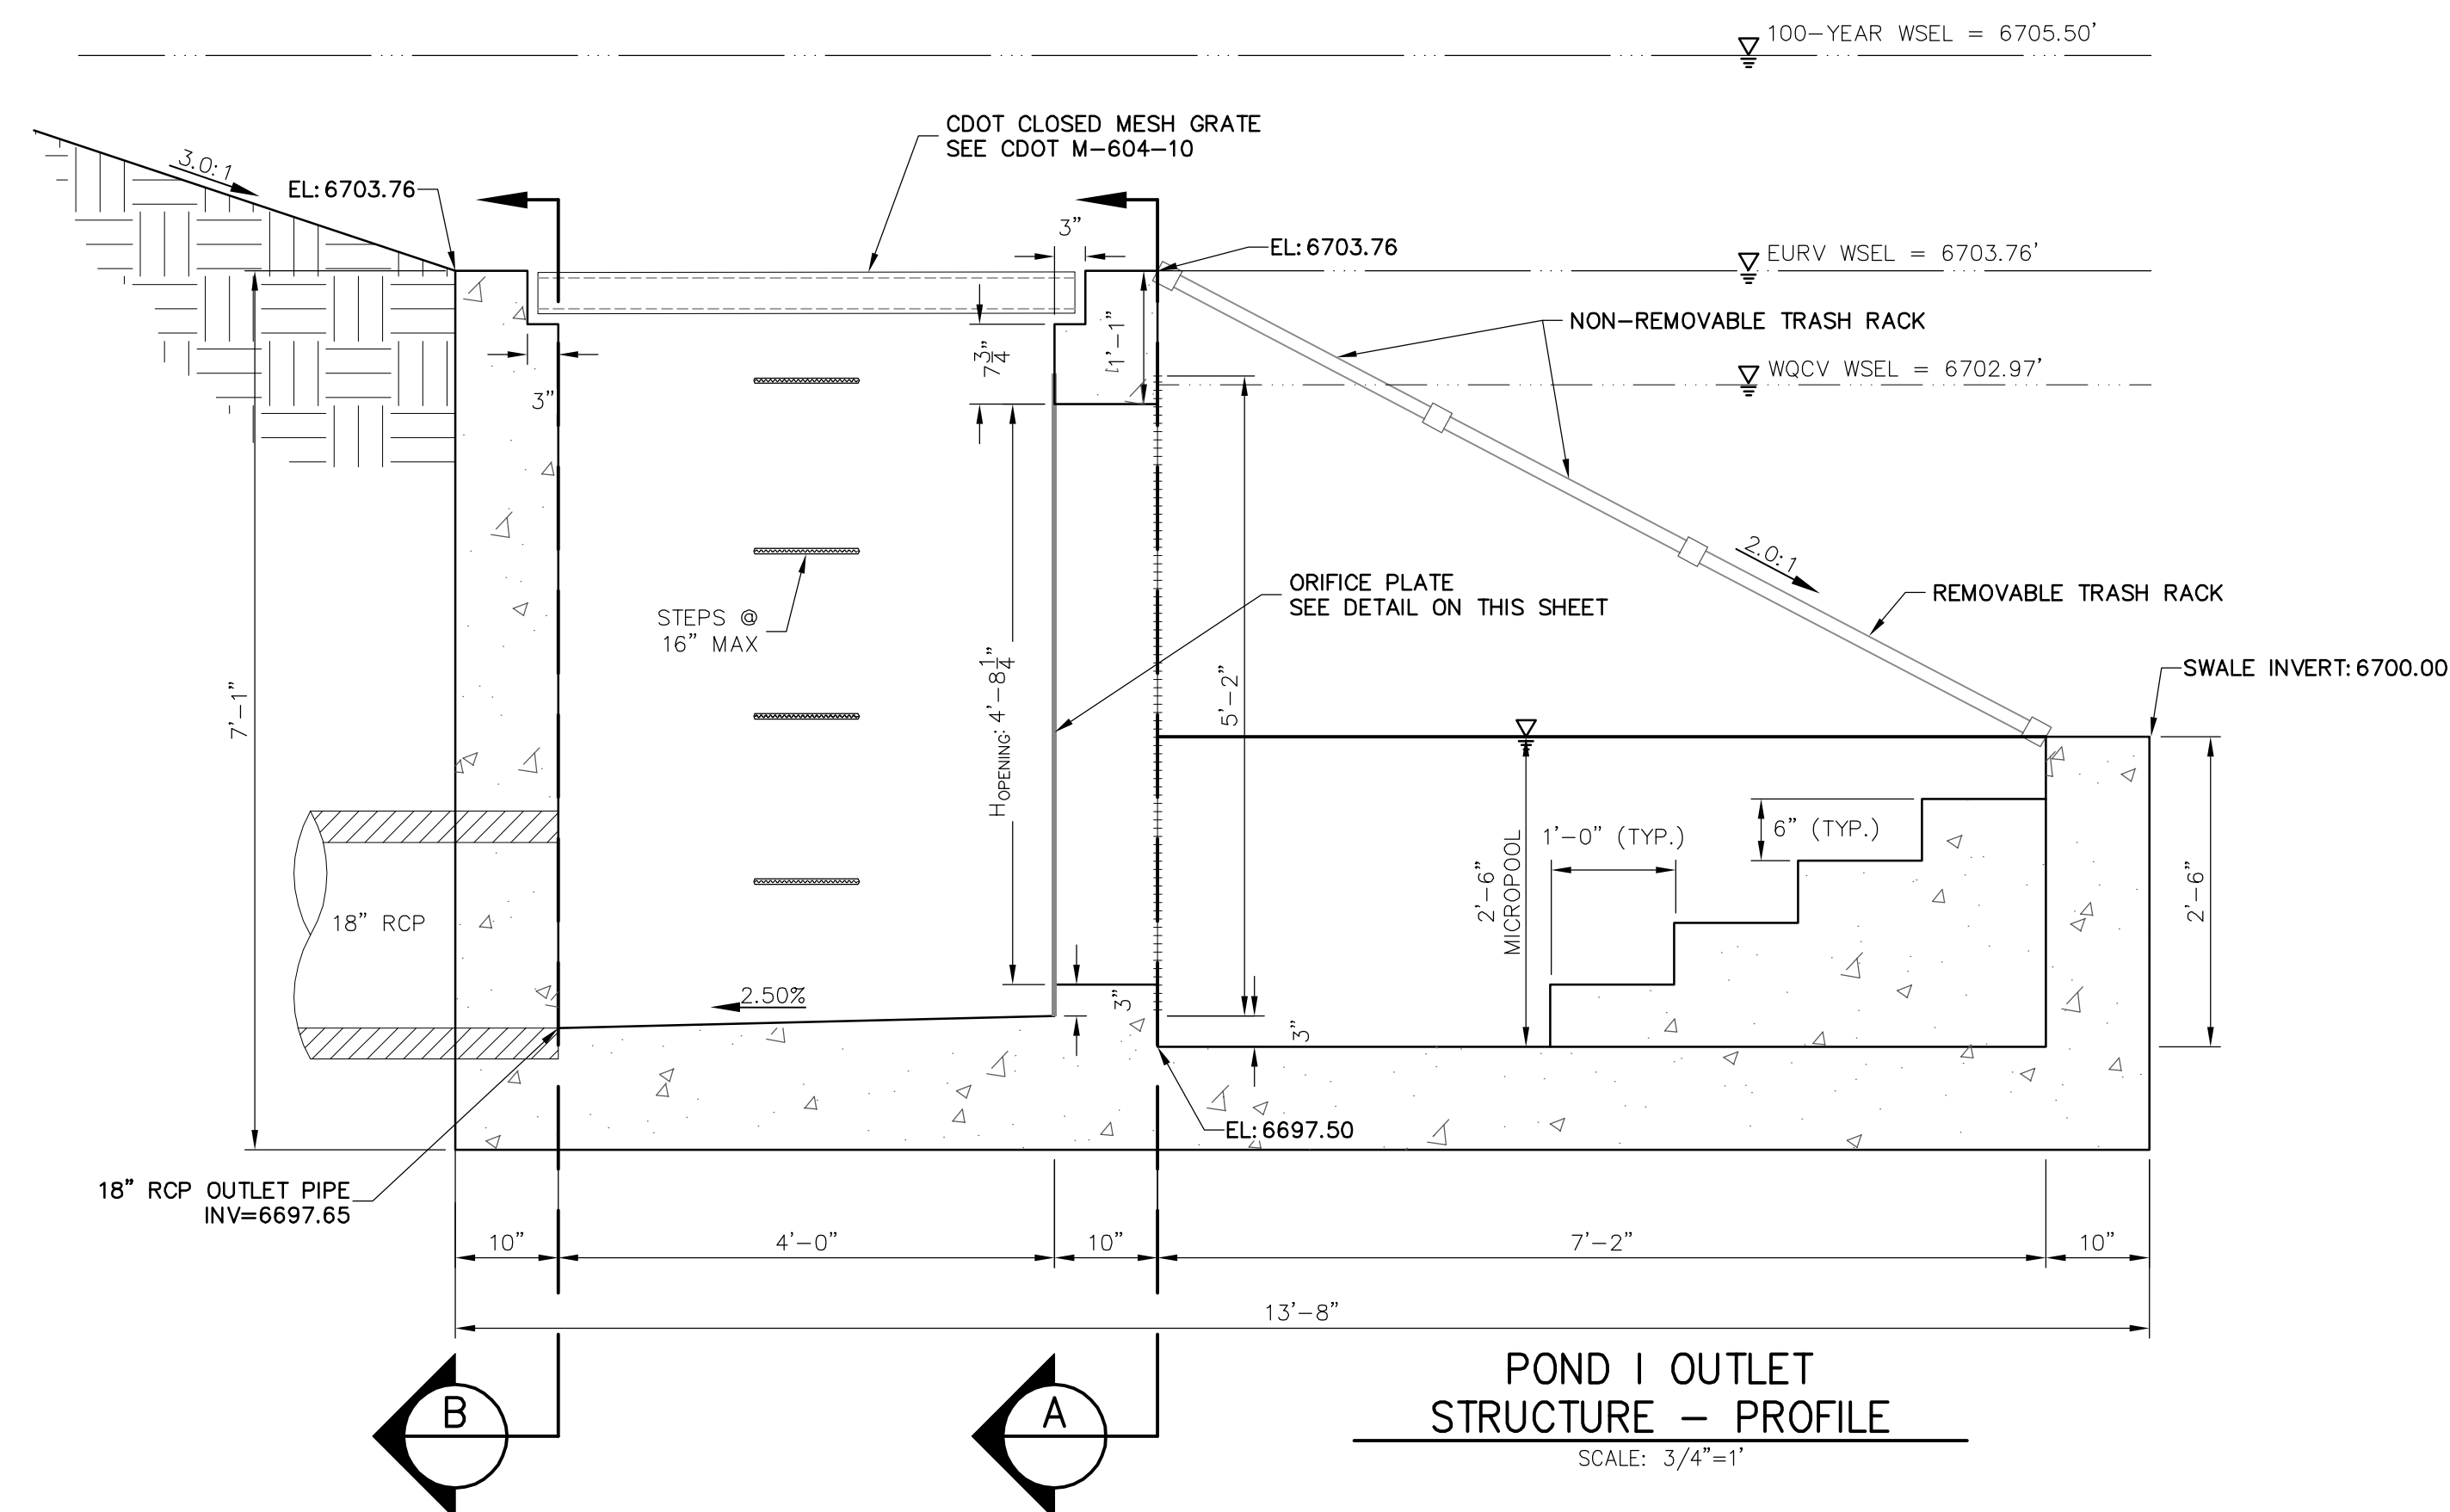 100-YEAR WSEL = 6705.50'
CDOT CLOSED MESH GRATE
SEE CDOT M-604-10
3.0:1
EL: 6703.76
3"
EL: 6703.76
EURV WSEL = 6703.76'
NON-REMOVABLE TRASH RACK
1'-1"
7 3/4"
WQCV WSEL = 6702.97'
3"
2.0:1
ORIFICE PLATE
SEE DETAIL ON THIS SHEET
REMOVABLE TRASH RACK
STEPS @
16" MAX
SWALE INVERT: 6700.00
7'-1"
HOPENING: 4'-8 1/4"
5'-2"
1'-0" (TYP.)
6" (TYP.)
2'-6"
MICROPOOL
2'-6"
18" RCP
2.50%
3"
3"
EL: 6697.50
18" RCP OUTLET PIPE
INV=6697.65
10"
4'-0"
10"
7'-2"
10"
13'-8"
B
A
POND I OUTLET
STRUCTURE - PROFILE
SCALE: 3/4"=1'